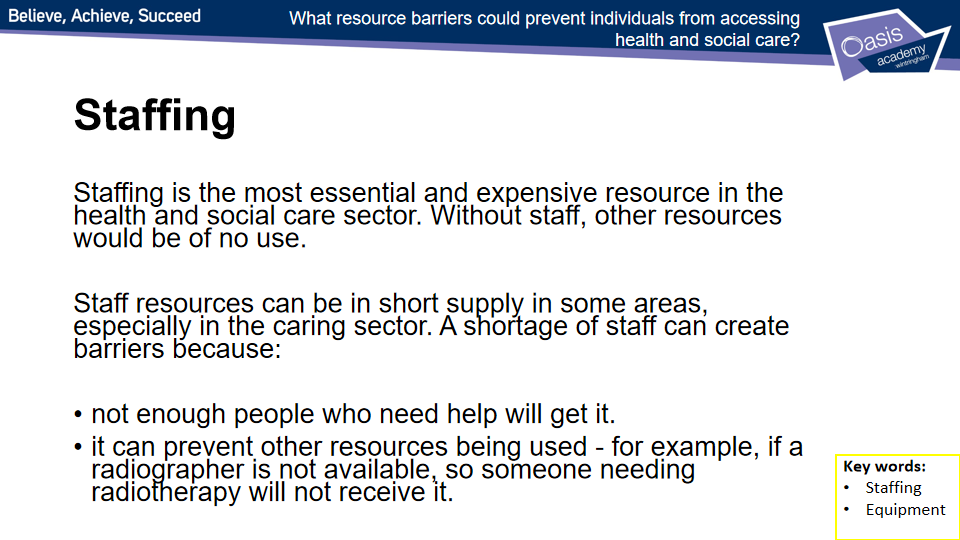 Believe, Achieve, Succeed
What resource barriers could prevent individuals from accessing
health and social care?
Oasis
academy
wintringham
Staffing
Staffing is the most essential and expensive resource in the
health and social care sector. Without staff, other resources
would be of no use.
Staff resources can be in short supply in some areas,
especially in the caring sector. A shortage of staff can create
barriers because:
• not enough people who need help will get it.
• it can prevent other resources being used - for example, if a
radiographer is not available, so someone needing
radiotherapy will not receive it.
Key words:
• Staffing
• Equipment